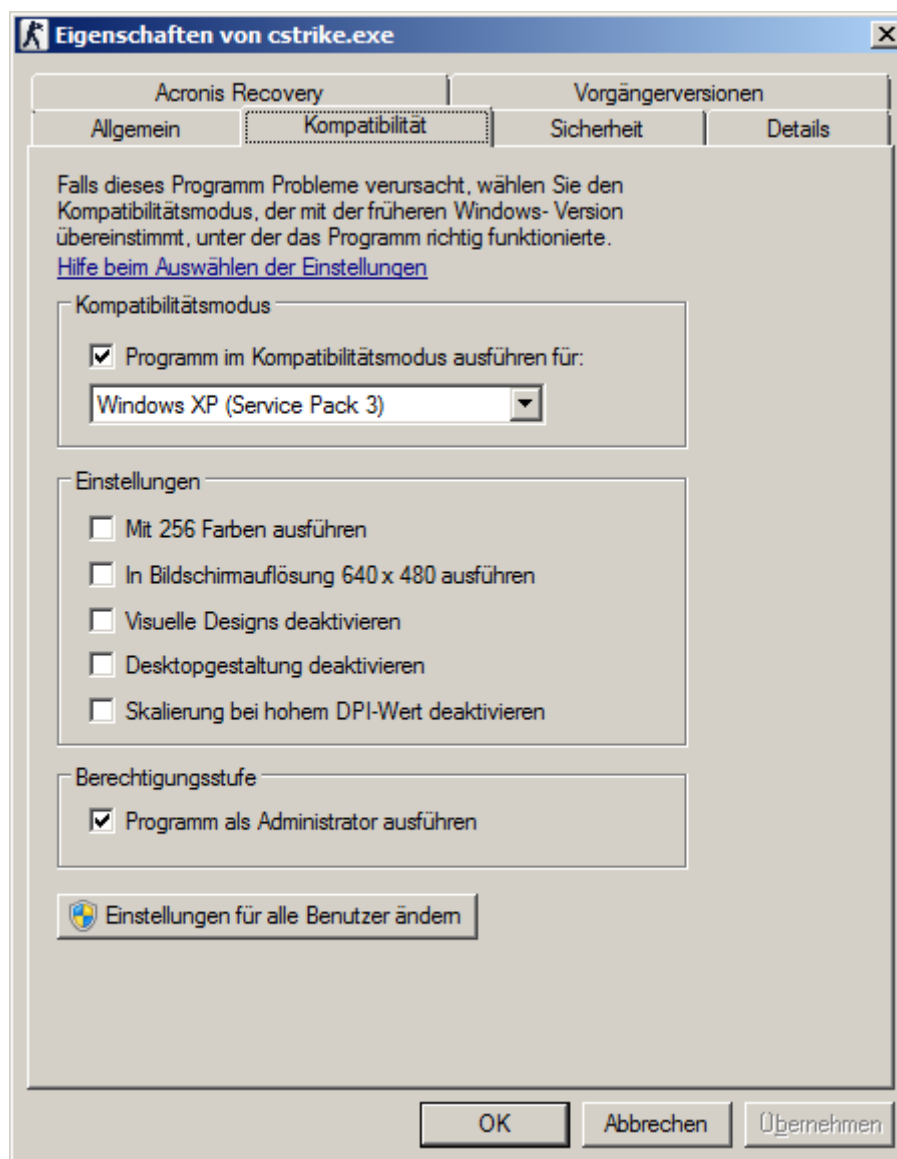 Eigenschaften von cstrike.exe
Acronis Recovery
Vorgängerversionen
Allgemein
Kompatibilität
Sicherheit
Details
Falls dieses Programm Probleme verursacht, wählen Sie den
Kompatibilitätsmodus, der mit der früheren Windows- Version
übereinstimmt, unter der das Programm richtig funktionierte.
Hilfe beim Auswählen der Einstellungen
Kompatibilitätsmodus
Programm im Kompatibilitätsmodus ausführen für:
Windows XP (Service Pack 3)
Einstellungen
Mit 256 Farben ausführen
In Bildschirmauflösung 640 x 480 ausführen
Visuelle Designs deaktivieren
Desktopgestaltung deaktivieren
Skalierung bei hohem DPI-Wert deaktivieren
Berechtigungsstufe
Programm als Administrator ausführen
Einstellungen für alle Benutzer ändern
OK
Abbrechen
Übernehmen